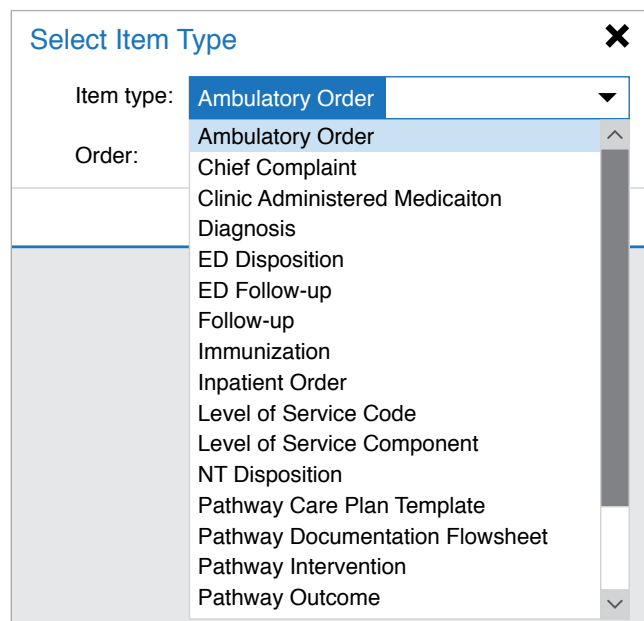 Select Item Type
Item type: Ambulatory Order
Order:
Ambulatory Order
Chief Complaint
Clinic Administered Medicaiton
Diagnosis
ED Disposition
ED Follow-up
Follow-up
Immunization
Inpatient Order
Level of Service Code
Level of Service Component
NT Disposition
Pathway Care Plan Template
Pathway Documentation Flowsheet
Pathway Intervention
Pathway Outcome